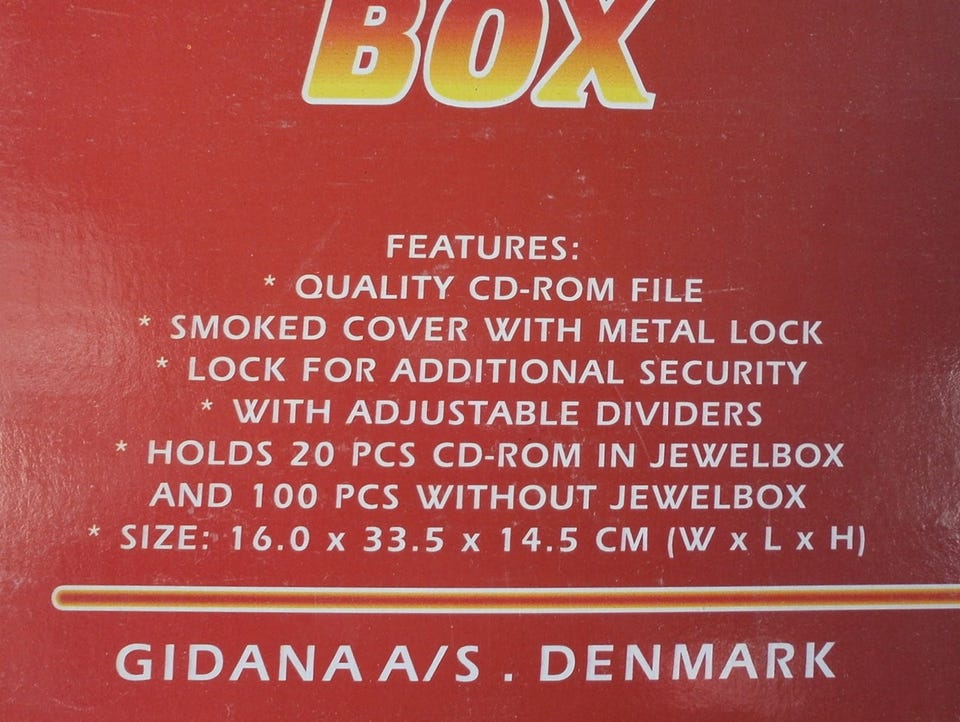 BOX
FEATURES:
* QUALITY CD-ROM FILE
* SMOKED COVER WITH METAL LOCK
* LOCK FOR ADDITIONAL SECURITY
* WITH ADJUSTABLE DIVIDERS
* HOLDS 20 PCS CD-ROM IN JEWELBOX
AND 100 PCS WITHOUT JEWELBOX
* SIZE: 16.0 x 33.5 x 14.5 CM (W x L x H)
GIDANA A/S . DENMARK